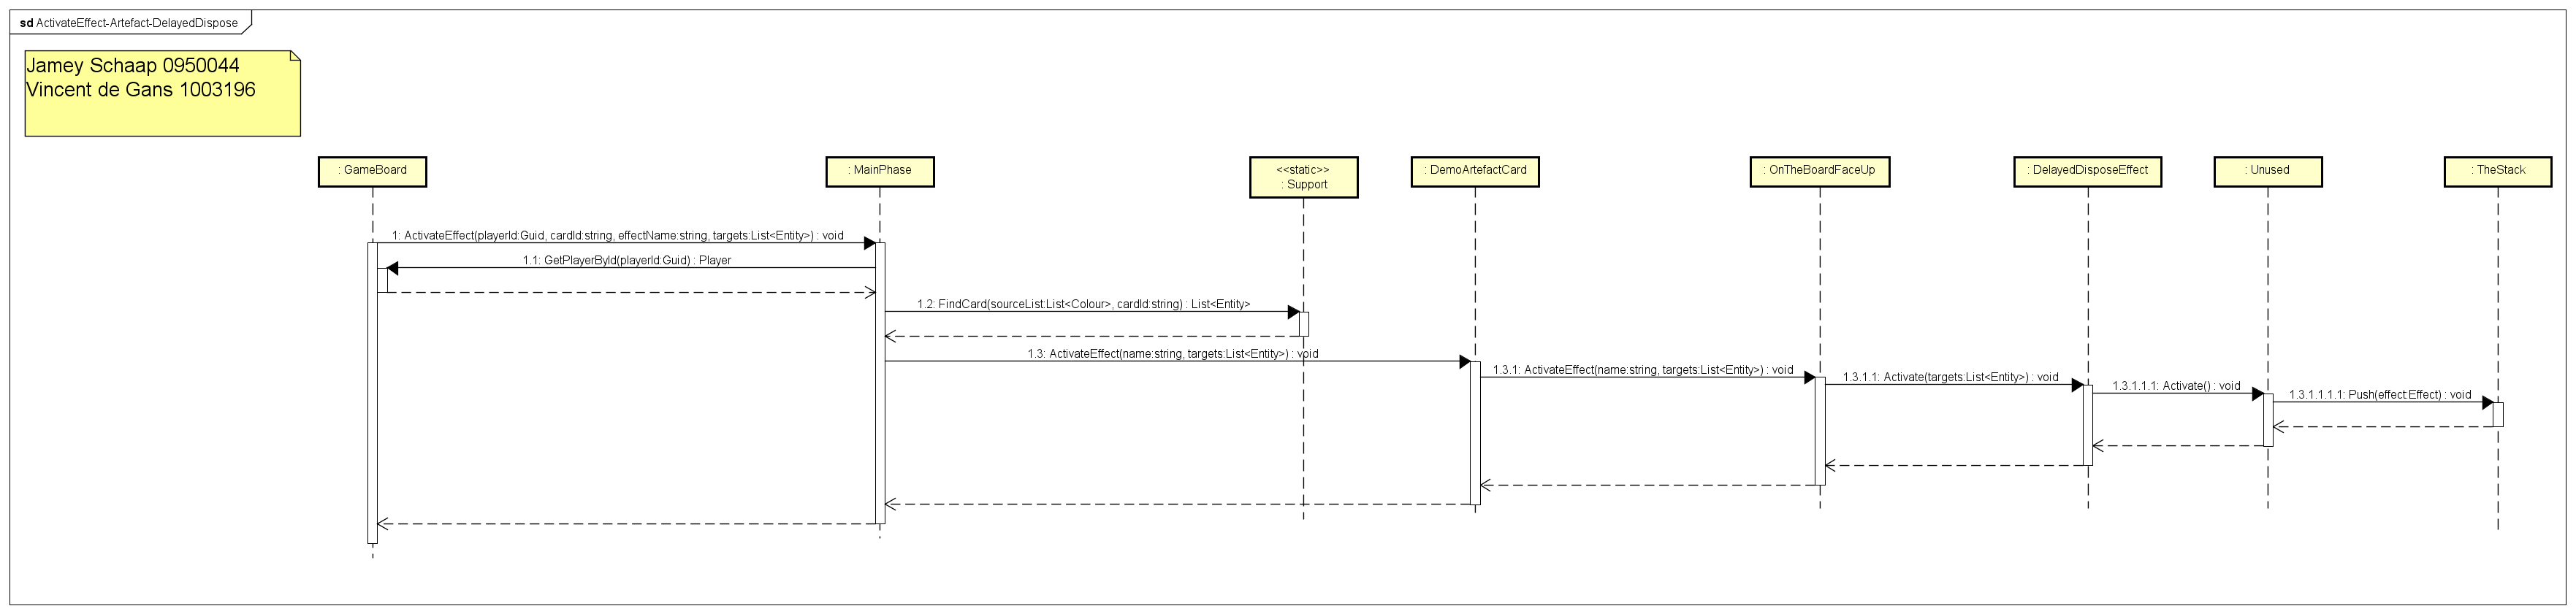 sd ActivateEffect-Artefact-DelayedDispose
Jamey Schaap 0950044
Vincent de Gans 1003196
: GameBoard
: MainPhase
<<static>>
: Support
: DemoArtefactCard
: OnTheBoardFaceUp
: DelayedDisposeEffect
: Unused
: TheStack
1: ActivateEffect(playerId:Guid, cardId:string, effectName:string, targets:List<Entity>) : void
1.1: GetPlayerById(playerId:Guid) : Player
1.2: FindCard(sourceList:List<Colour>, cardId:string) : List<Entity>
1.3: ActivateEffect(name:string, targets:List<Entity>) : void
1.3.1: ActivateEffect(name:string, targets:List<Entity>) : void
1.3.1.1: Activate(targets:List<Entity>) : void
1.3.1.1.1: Activate() : void
1.3.1.1.1.1: Push(effect:Effect) : void